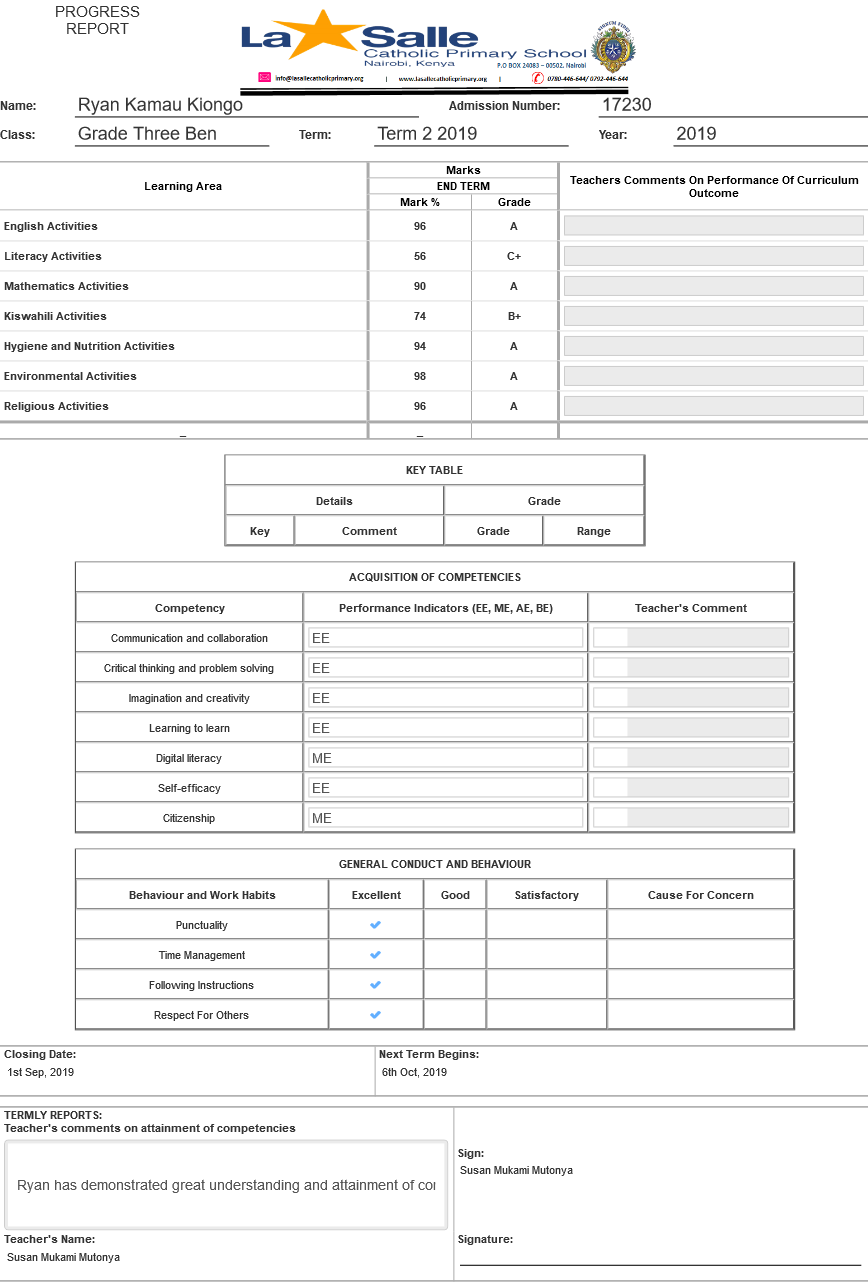 PROGRESS
REPORT
La Salle
Catholic Primary School
Nairobi, Kenya
P.O BOX 24083 – 00502, Nairobi
info@lasallecatholicprimary.org | www.lasallecatholicprimary.org | 0780-446-644/ 0792-446-644
Name: Ryan Kamau Kiongo Admission Number: 17230
Class: Grade Three Ben Term: Term 2 2019 Year: 2019
Learning Area
Marks
END TERM
Mark % Grade
Teachers Comments On Performance Of Curriculum
Outcome
English Activities 96 A
Literacy Activities 56 C+
Mathematics Activities 90 A
Kiswahili Activities 74 B+
Hygiene and Nutrition Activities 94 A
Environmental Activities 98 A
Religious Activities 96 A
_ _
KEY TABLE
Details Grade
Key Comment Grade Range
ACQUISITION OF COMPETENCIES
Competency Performance Indicators (EE, ME, AE, BE) Teacher's Comment
Communication and collaboration EE
Critical thinking and problem solving EE
Imagination and creativity EE
Learning to learn EE
Digital literacy ME
Self-efficacy EE
Citizenship ME
GENERAL CONDUCT AND BEHAVIOUR
Behaviour and Work Habits Excellent Good Satisfactory Cause For Concern
Punctuality
Time Management
Following Instructions
Respect For Others
Closing Date: Next Term Begins:
1st Sep, 2019 6th Oct, 2019
TERMLY REPORTS:
Teacher's comments on attainment of competencies
Ryan has demonstrated great understanding and attainment of
Sign:
Susan Mukami Mutonya
Teacher's Name: Signature:
Susan Mukami Mutonya